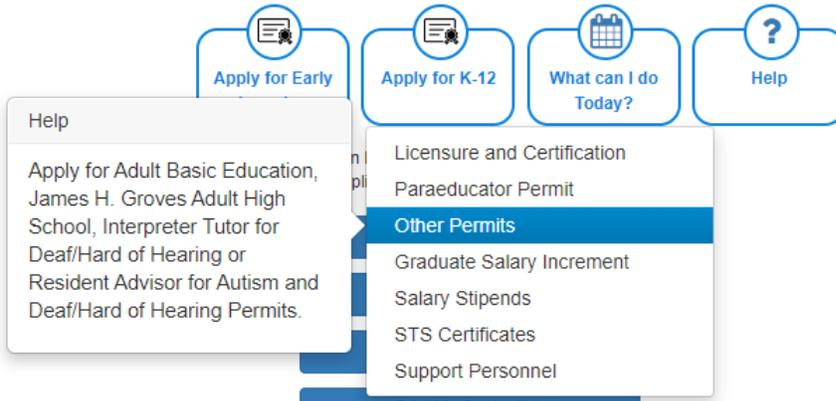 Apply for Early
Apply for K-12
What can I do
Today?
?
Help
Help
Apply for Adult Basic Education,
James H. Groves Adult High
School, Interpreter Tutor for
Deaf/Hard of Hearing or
Resident Advisor for Autism and
Deaf/Hard of Hearing Permits.
Licensure and Certification
Paraeducator Permit
Other Permits
Graduate Salary Increment
Salary Stipends
STS Certificates
Support Personnel